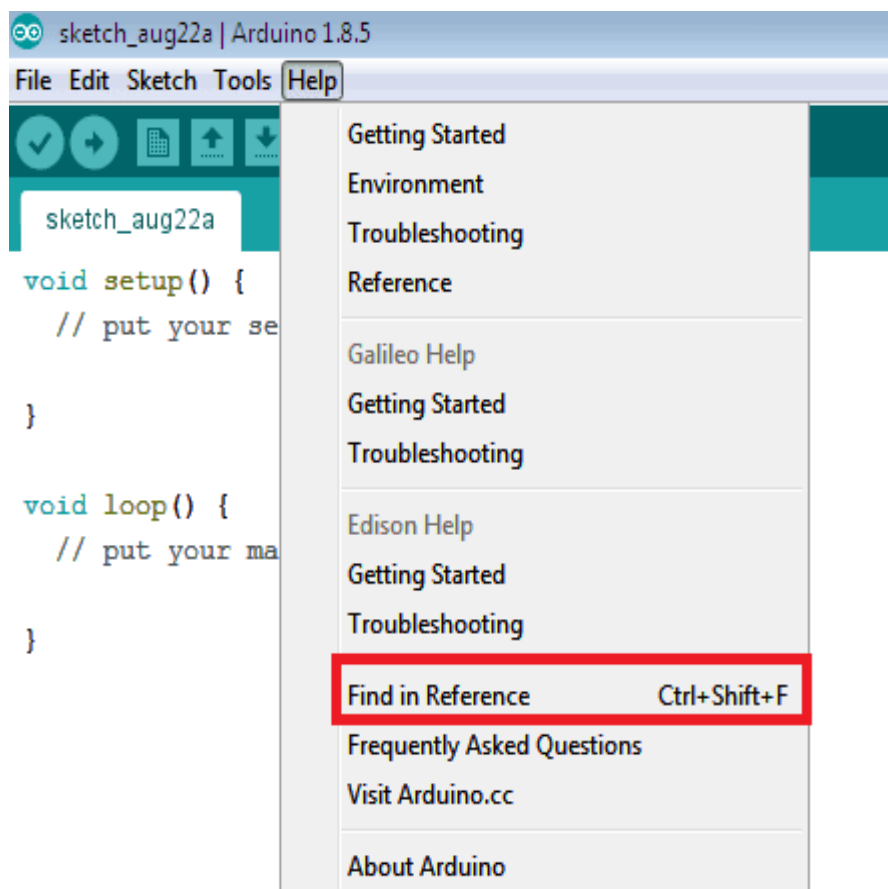 sketch_aug22a | Arduino 1.8.5
File Edit Sketch Tools Help
sketch_aug22a
void setup() {
// put your se
}
void loop() {
// put your ma
}
Getting Started
Environment
Troubleshooting
Reference
Galileo Help
Getting Started
Troubleshooting
Edison Help
Getting Started
Troubleshooting
Find in Reference Ctrl+Shift+F
Frequently Asked Questions
Visit Arduino.cc
About Arduino